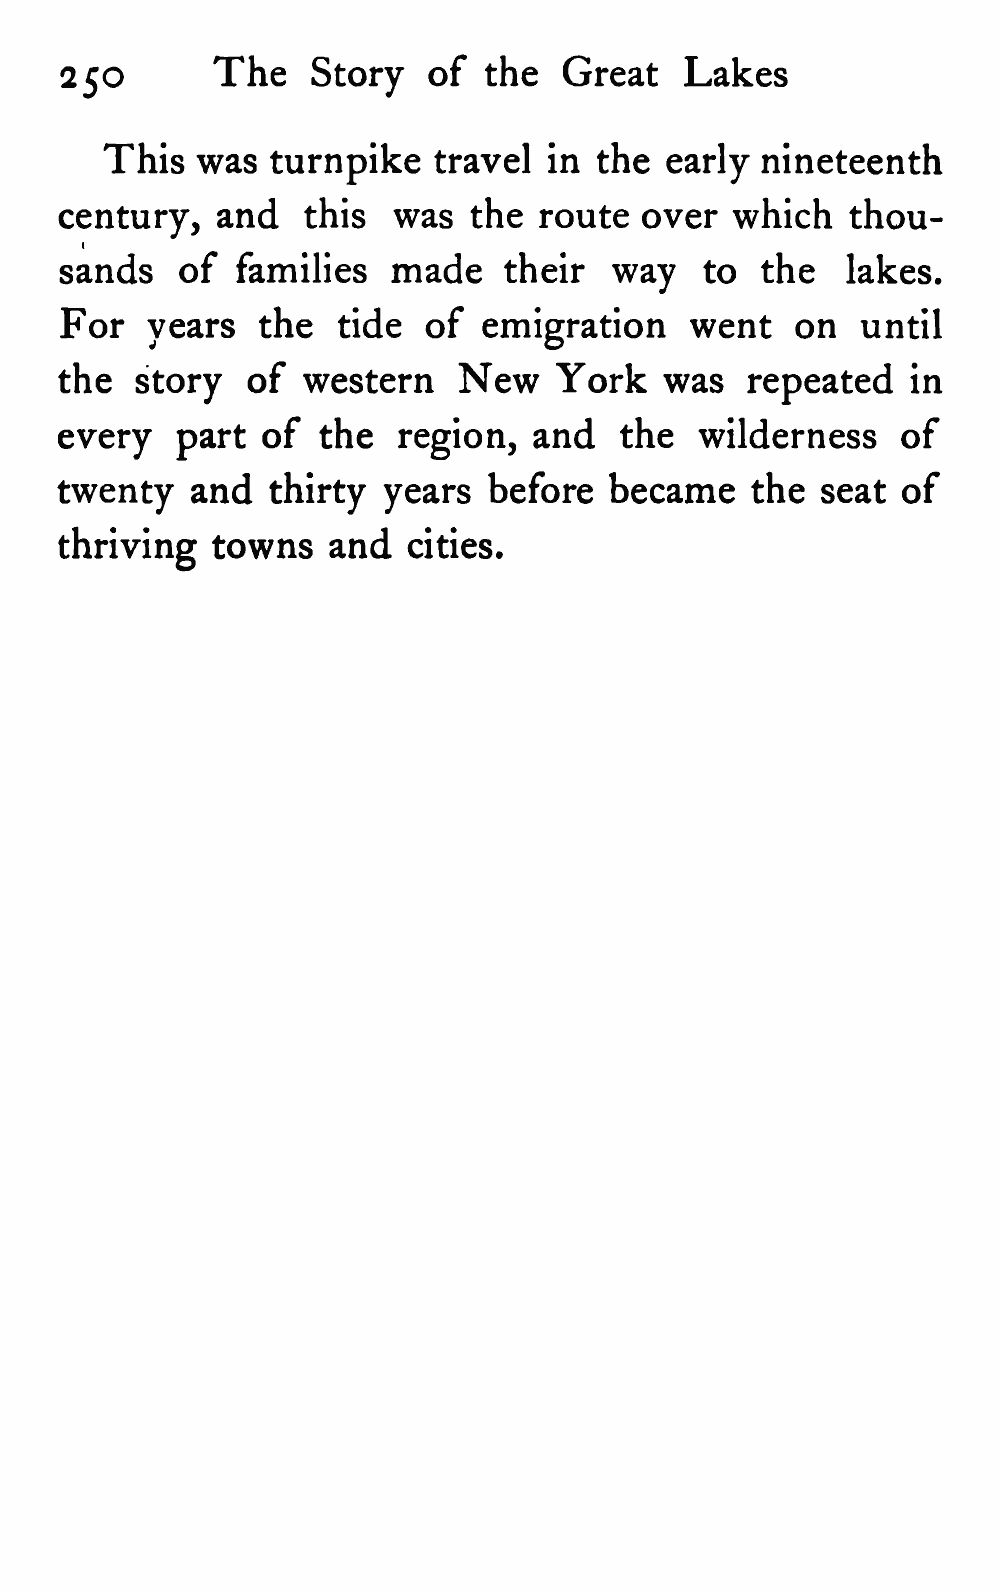 250 The Story of the Great Lakes
This was turnpike travel in the early nineteenth
century, and this was the route over which thou-
sands of families made their way to the lakes.
For years the tide of emigration went on until
the story of western New York was repeated in
every part of the region, and the wilderness of
twenty and thirty years before became the seat of
thriving towns and cities.